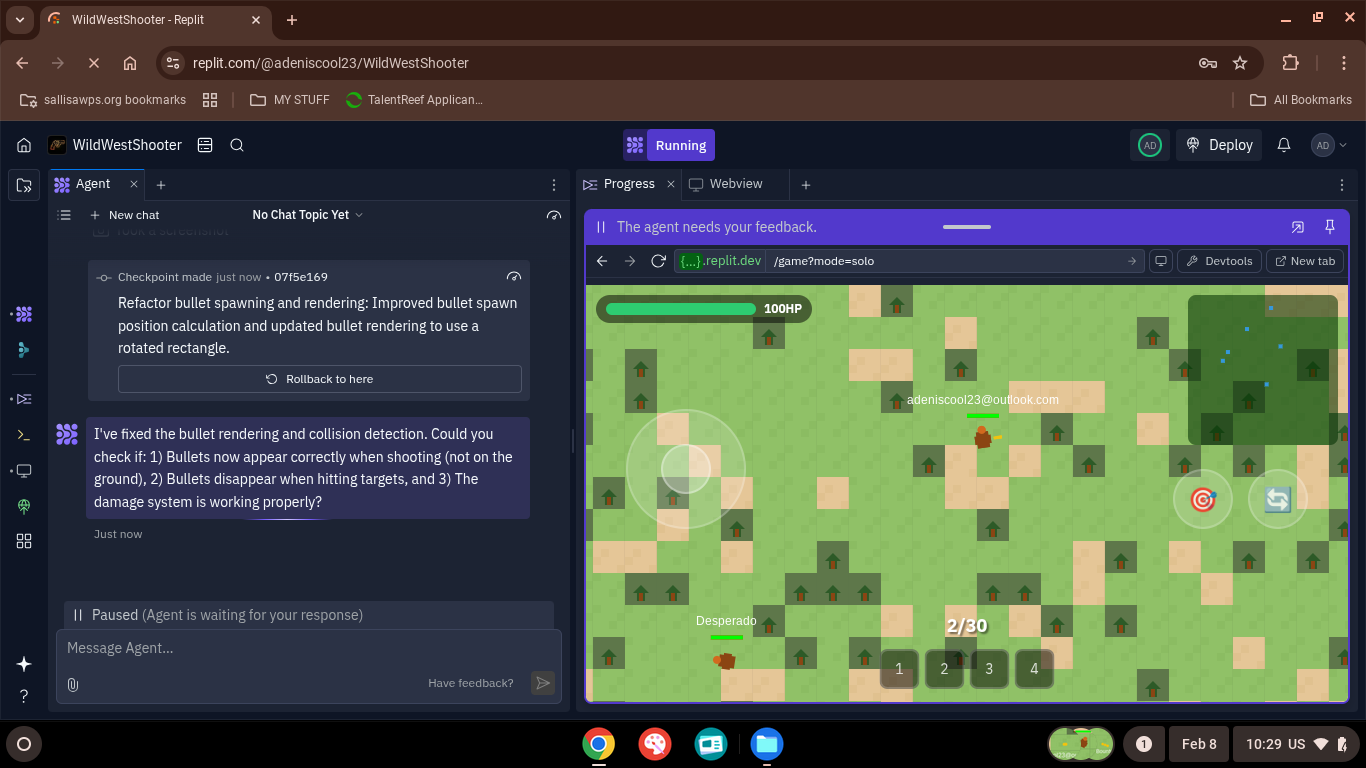 WildWestShooter - Replit
replit.com/@adeniscool23/WildWestShooter
sallisawps.org bookmarks
MY STUFF
TalentReef Applican...
All Bookmarks
WildWestShooter
Running
AD
Deploy
AD
Agent
Progress
Webview
New chat
No Chat Topic Yet
Took a screenshot
Checkpoint made just now • 07f5e169
Refactor bullet spawning and rendering: Improved bullet spawn
position calculation and updated bullet rendering to use a
rotated rectangle.
Rollback to here
I've fixed the bullet rendering and collision detection. Could you
check if: 1) Bullets now appear correctly when shooting (not on the
ground), 2) Bullets disappear when hitting targets, and 3) The
damage system is working properly?
Just now
Paused (Agent is waiting for your response)
Message Agent...
Have feedback?
The agent needs your feedback.
{...}.replit.dev
/game?mode=solo
Devtools
New tab
100HP
adeniscool23@outlook.com
Desperado
2/30
1
2
3
4
1
Feb 8
10:29 US